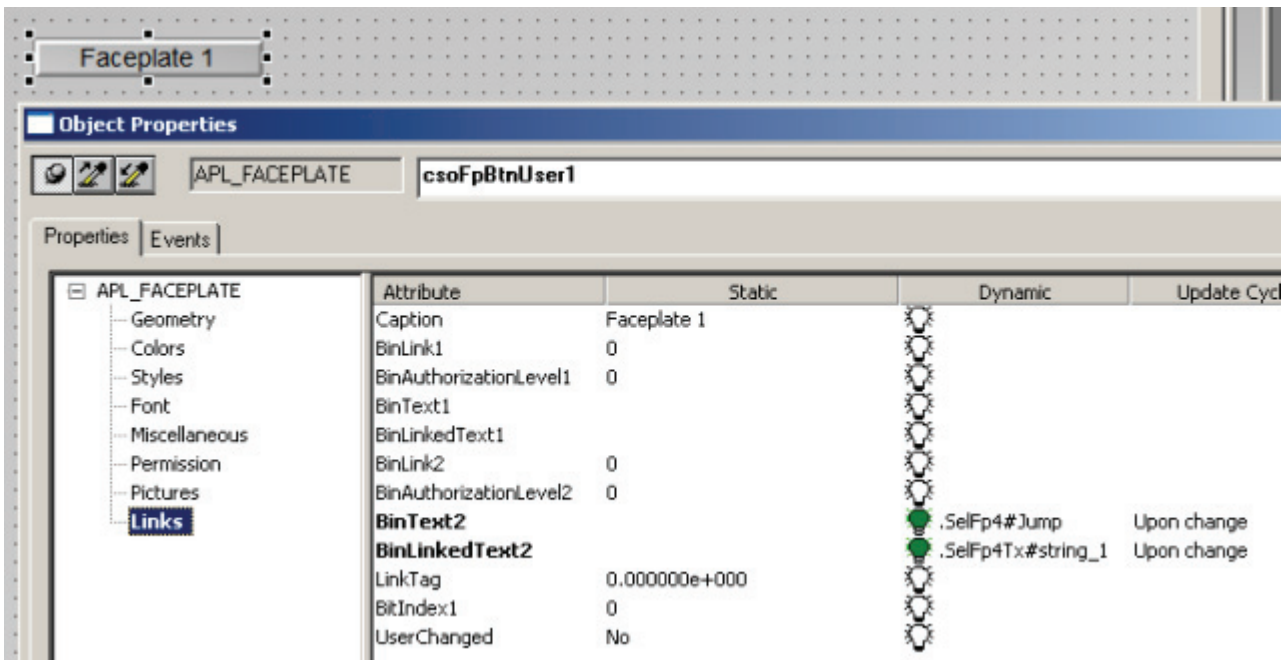 Faceplate 1
Object Properties
APL_FACEPLATE csoFpBtnUser1
Properties Events
APL_FACEPLATE Attribute Static Dynamic Update Cycl
Geometry Caption Faceplate 1
Colors BinLink1 0
Styles BinAuthorizationLevel1 0
Font BinText1
Miscellaneous BinLinkedText1
Permission BinLink2 0
Pictures BinAuthorizationLevel2 0
Links BinText2 .SelFp4#Jump Upon change
BinLinkedText2 .SelFp4Tx#string_1 Upon change
LinkTag 0.000000e+000
BitIndex1 0
UserChanged No